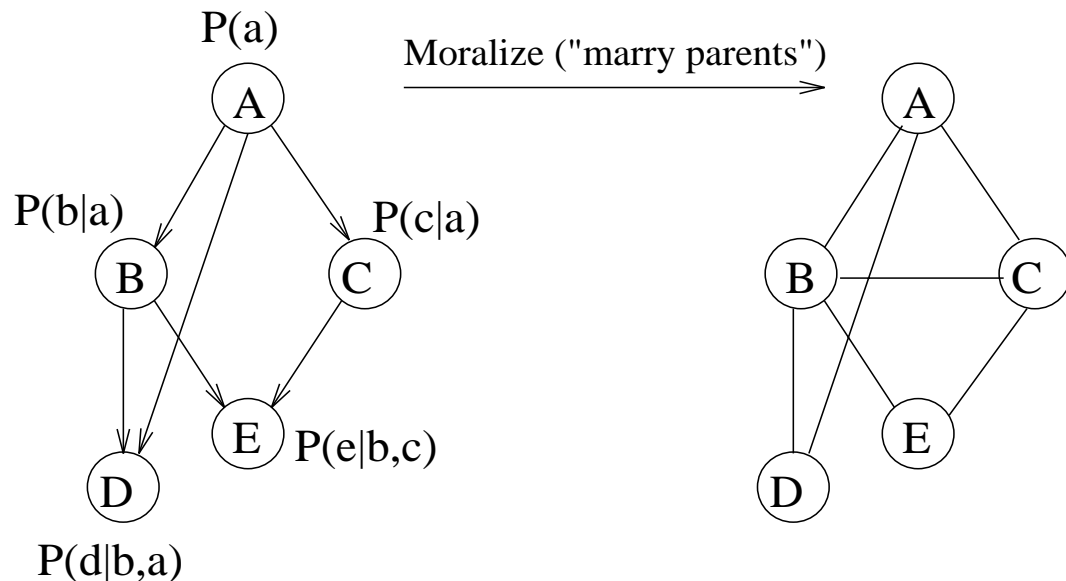 P(a)
Moralize ("marry parents")
A
A
P(b|a)
P(c|a)
B
C
B
C
E
P(e|b,c)
E
D
D
P(d|b,a)